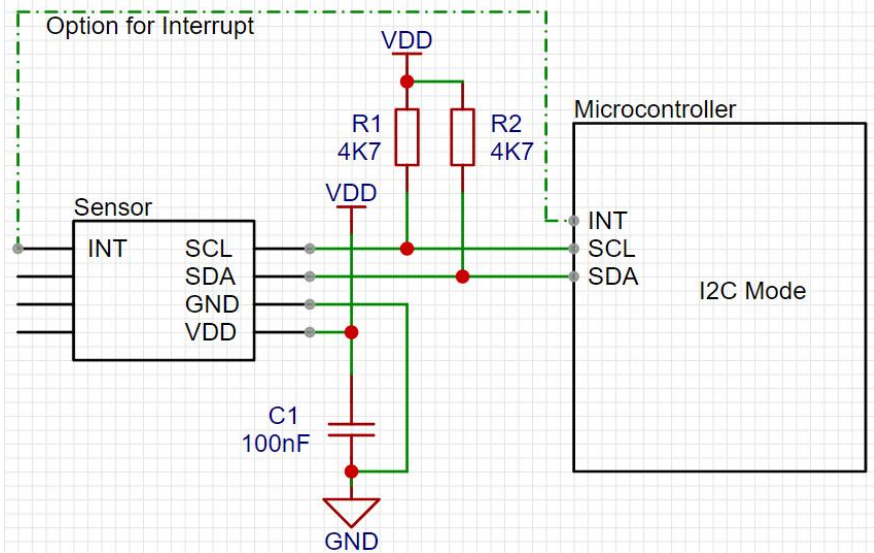 Option for Interrupt
VDD
R1
4K7
R2
4K7
Microcontroller
VDD
Sensor
INT
SCL
SDA
GND
VDD
INT
SCL
SDA
I2C Mode
C1
100nF
GND